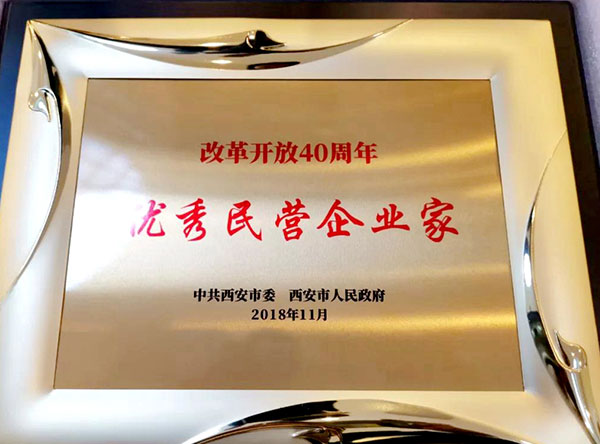 改革开放40周年
优秀民营企业家
中共西安市委 西安市人民政府
2018年11月